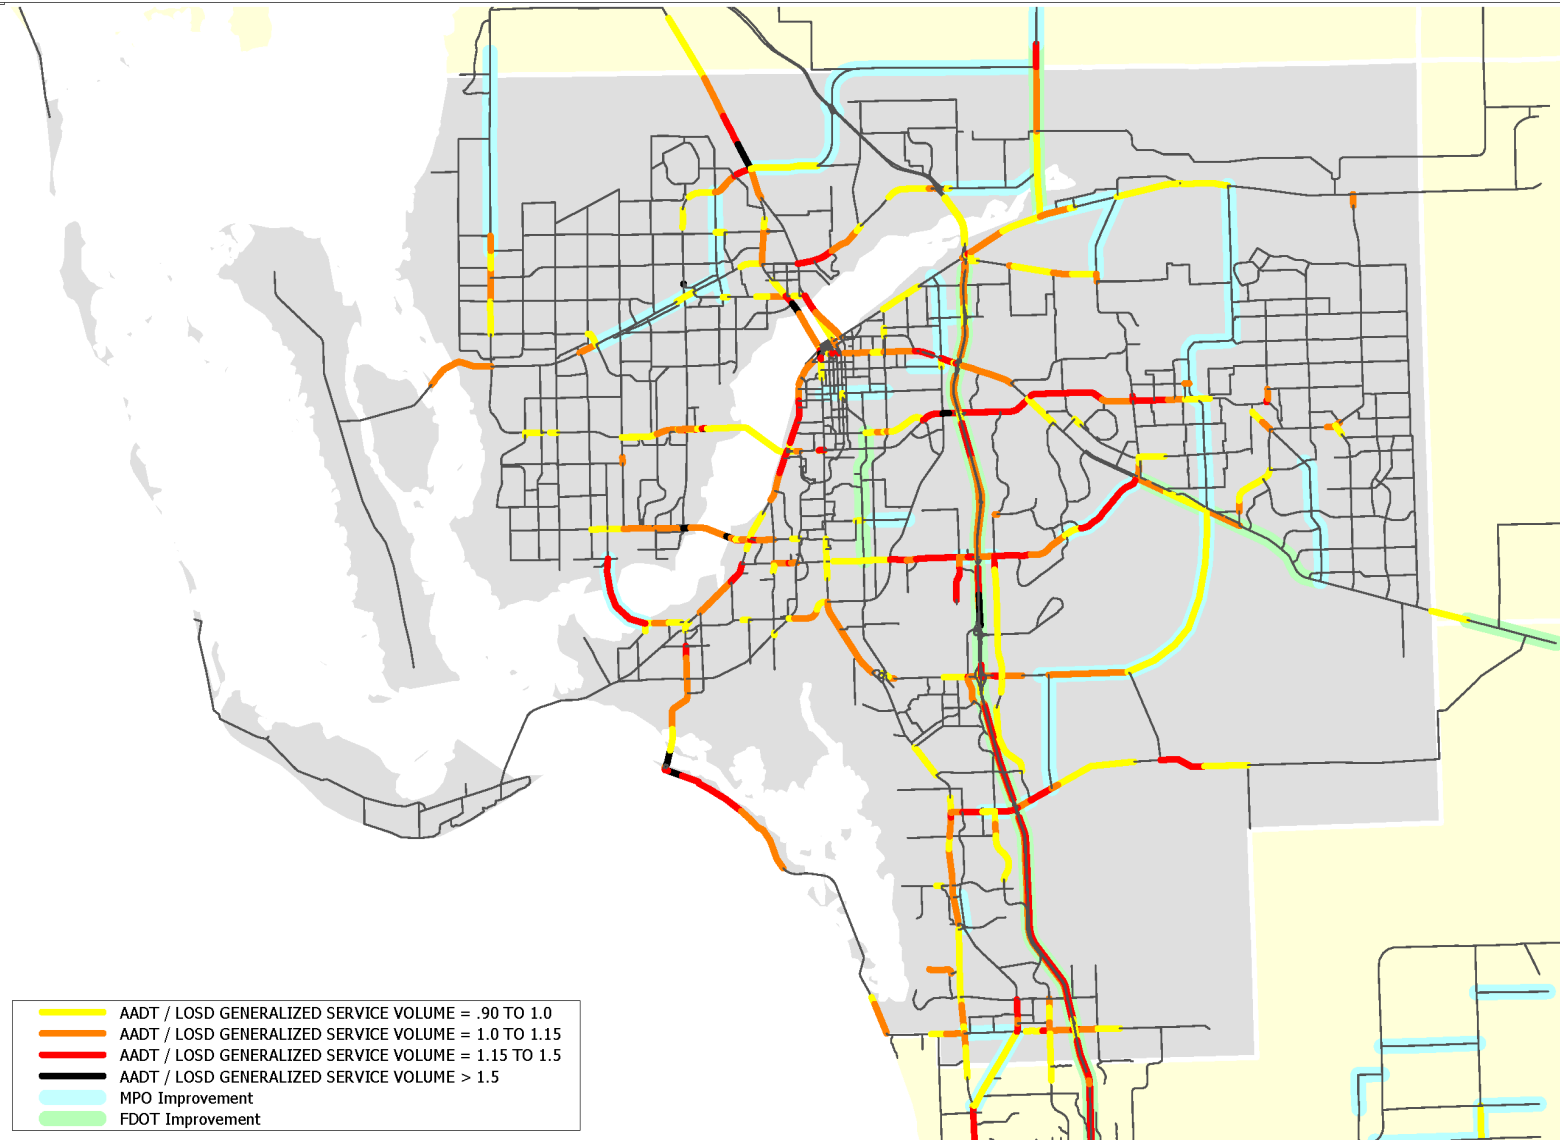 AADT / LOSD GENERALIZED SERVICE VOLUME = .90 TO 1.0
AADT / LOSD GENERALIZED SERVICE VOLUME = 1.0 TO 1.15
AADT / LOSD GENERALIZED SERVICE VOLUME = 1.15 TO 1.5
AADT / LOSD GENERALIZED SERVICE VOLUME > 1.5
MPO Improvement
FDOT Improvement